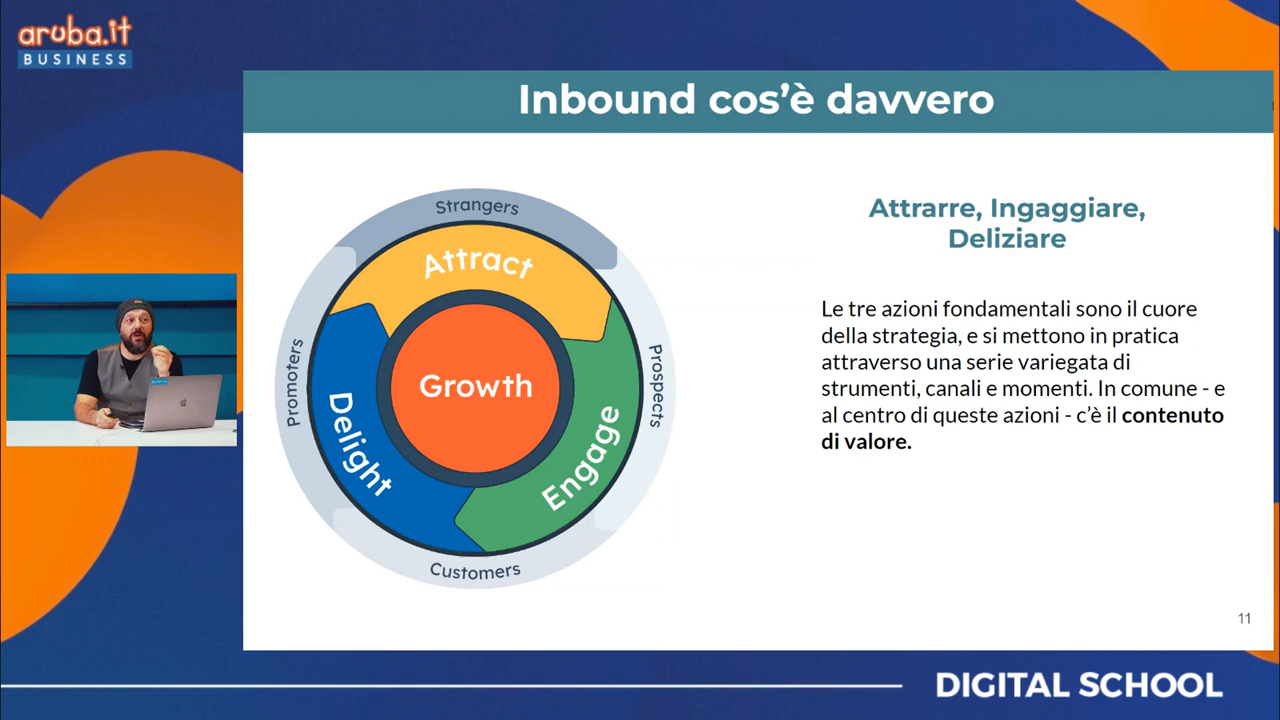 aruba.it
BUSINESS
Inbound cos'è davvero
Strangers
Attract
Promoters
Prospects
Growth
Delight
Engage
Customers
Attrarre, Ingaggiare,
Deliziare
Le tre azioni fondamentali sono il cuore
della strategia, e si mettono in pratica
attraverso una serie variegata di
strumenti, canali e momenti. In comune - e
al centro di queste azioni - c'è il contenuto
di valore.
11
DIGITAL SCHOOL